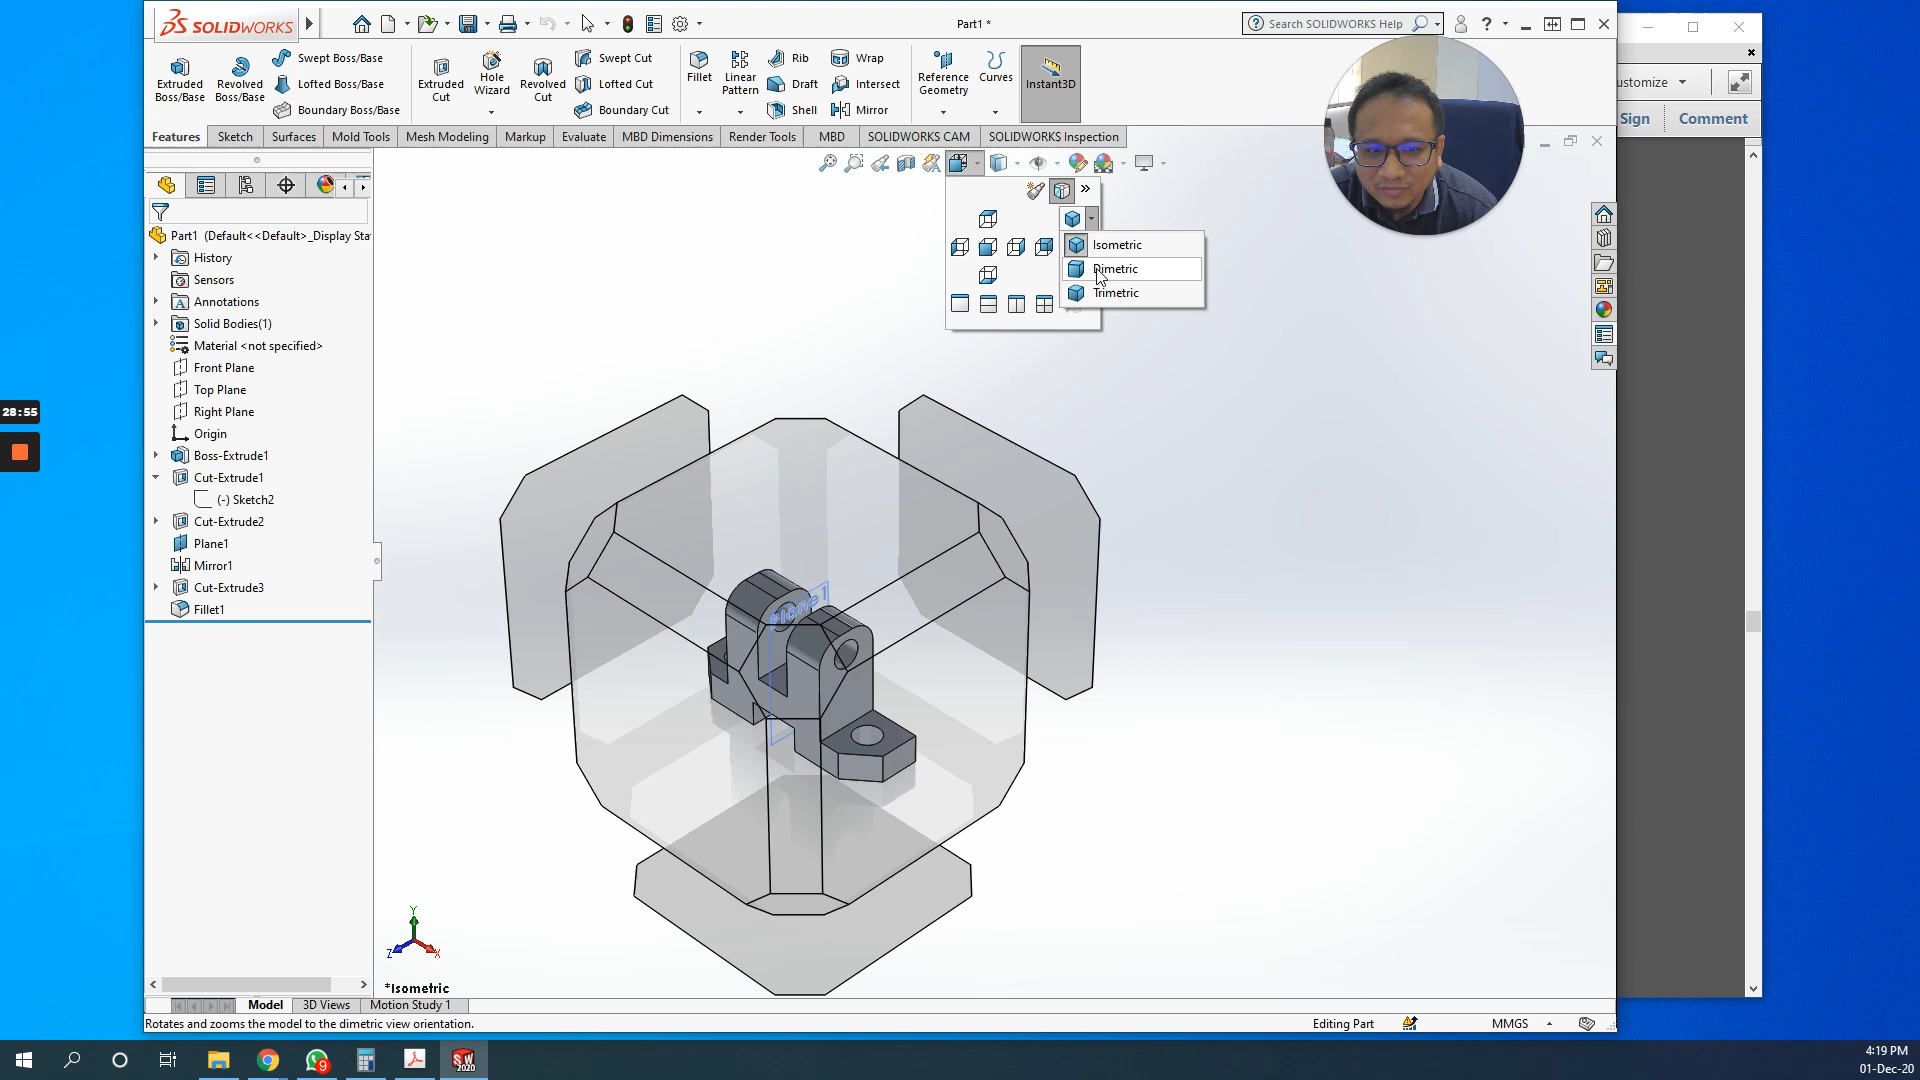 SOLIDWORKS
Part1 *
Search SOLIDWORKS Help
?
Extruded Boss/Base
Revolved Boss/Base
Swept Boss/Base
Lofted Boss/Base
Boundary Boss/Base
Extruded Cut
Hole Wizard
Revolved Cut
Swept Cut
Lofted Cut
Boundary Cut
Fillet
Linear Pattern
Rib
Draft
Shell
Wrap
Intersect
Mirror
Reference Geometry
Curves
Instant3D
ustomize
Sign
Comment
Features
Sketch
Surfaces
Mold Tools
Mesh Modeling
Markup
Evaluate
MBD Dimensions
Render Tools
MBD
SOLIDWORKS CAM
SOLIDWORKS Inspection
Part1 (Default<<Default>_Display Sta
History
Sensors
Annotations
Solid Bodies(1)
Material <not specified>
Front Plane
Top Plane
Right Plane
Origin
Boss-Extrude1
Cut-Extrude1
(-) Sketch2
Cut-Extrude2
Plane1
Mirror1
Cut-Extrude3
Fillet1
Isometric
Dimetric
Trimetric
Plane1
28:55
Y
Z
X
*Isometric
Model
3D Views
Motion Study 1
Rotates and zooms the model to the dimetric view orientation.
Editing Part
MMGS
9
SW
2020
4:19 PM
01-Dec-20